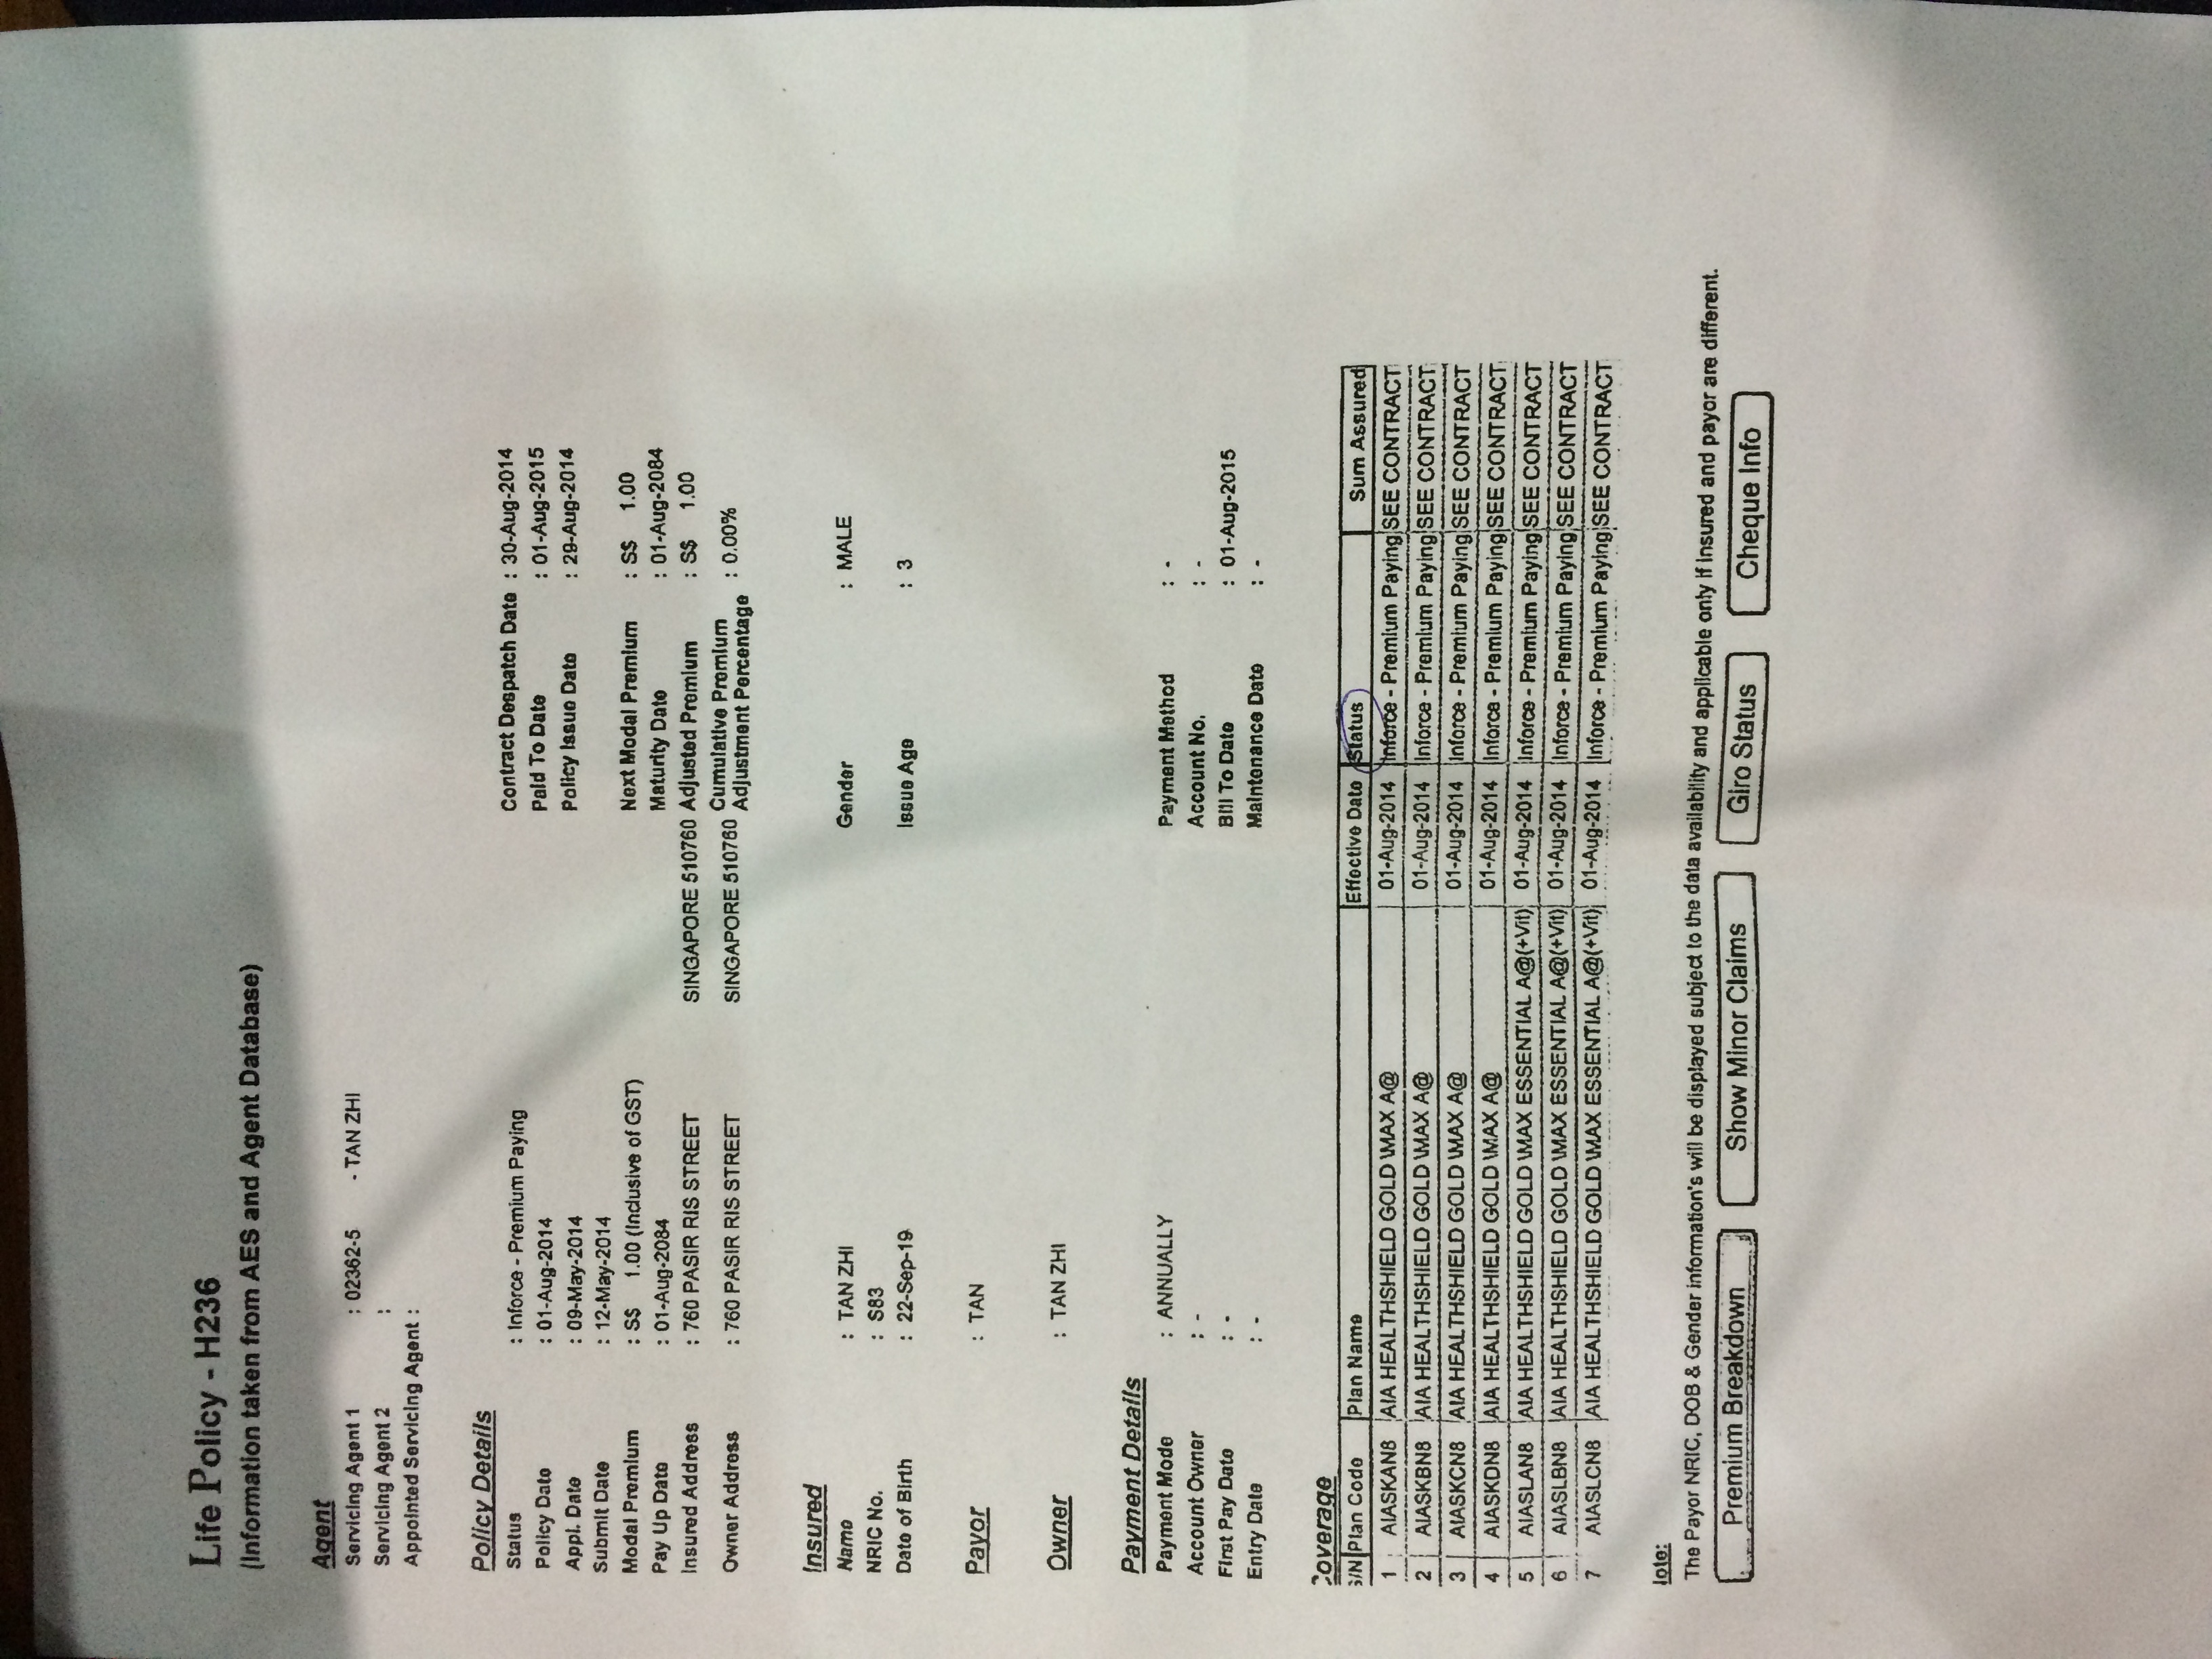 Life Policy - H236
(Information taken from AES and Agent Database)
Agent
Servicing Agent 1 : 02362-5 - TAN ZHI
Servicing Agent 2 :
Appointed Servicing Agent :
Policy Details
Status : Inforce - Premium Paying Contract Despatch Date : 30-Aug-2014
Policy Date : 01-Aug-2014 Paid To Date : 01-Aug-2015
Appl. Date : 09-May-2014 Policy Issue Date : 29-Aug-2014
Submit Date : 12-May-2014
Modal Premium : S$ 1.00 (Inclusive of GST) Next Modal Premium : S$ 1.00
Pay Up Date : 01-Aug-2084 Maturity Date : 01-Aug-2084
Insured Address : 760 PASIR RIS STREET SINGAPORE 510760 Adjusted Premium : S$ 1.00
Owner Address : 760 PASIR RIS STREET SINGAPORE 510760 Cumulative Premium Adjustment Percentage : 0.00%
Insured
Name : TAN ZHI Gender : MALE
NRIC No. : S83
Date of Birth : 22-Sep-19 Issue Age : 3
Payor : TAN
Owner : TAN ZHI
Payment Details
Payment Mode : ANNUALLY Payment Method : -
Account Owner : - Account No. : -
First Pay Date : - Bill To Date : 01-Aug-2015
Entry Date : - Maintenance Date : -
Coverage
S/N Plan Code Plan Name Effective Date Status Sum Assured
1 AIASKAN8 AIA HEALTHSHIELD GOLD \MAX A@ 01-Aug-2014 Inforce - Premium Paying SEE CONTRACT
2 AIASKBN8 AIA HEALTHSHIELD GOLD \MAX A@ 01-Aug-2014 Inforce - Premium Paying SEE CONTRACT
3 AIASKCN8 AIA HEALTHSHIELD GOLD \MAX A@ 01-Aug-2014 Inforce - Premium Paying SEE CONTRACT
4 AIASKDN8 AIA HEALTHSHIELD GOLD \MAX A@ 01-Aug-2014 Inforce - Premium Paying SEE CONTRACT
5 AIASLAN8 AIA HEALTHSHIELD GOLD \MAX ESSENTIAL A@(+Vit) 01-Aug-2014 Inforce - Premium Paying SEE CONTRACT
6 AIASLBN8 AIA HEALTHSHIELD GOLD \MAX ESSENTIAL A@(+Vit) 01-Aug-2014 Inforce - Premium Paying SEE CONTRACT
7 AIASLCN8 AIA HEALTHSHIELD GOLD \MAX ESSENTIAL A@(+Vit) 01-Aug-2014 Inforce - Premium Paying SEE CONTRACT
Note:
The Payor NRIC, DOB & Gender information's will be displayed subject to the data availability and applicable only if insured and payor are different.
Premium Breakdown Show Minor Claims Giro Status Cheque Info